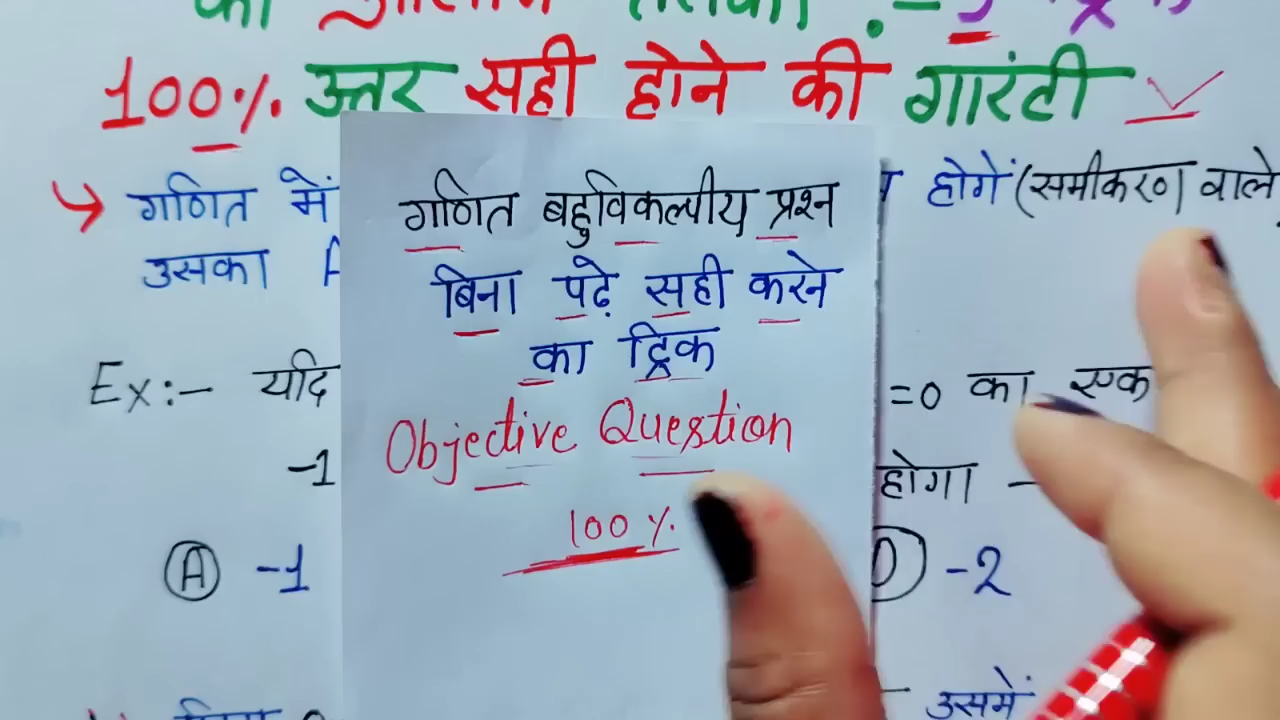 100% उत्तर सही होने की गारंटी
गणित में
होगें (समीकरण वाले
उसका
गणित बहुविकल्पीय प्रश्न
बिना पढ़े सही करने
का ट्रिक
Objective Question
100%
Ex:- यदि
=0 का एक
-1
होगा -
(A) -1
(D) -2
उसमें